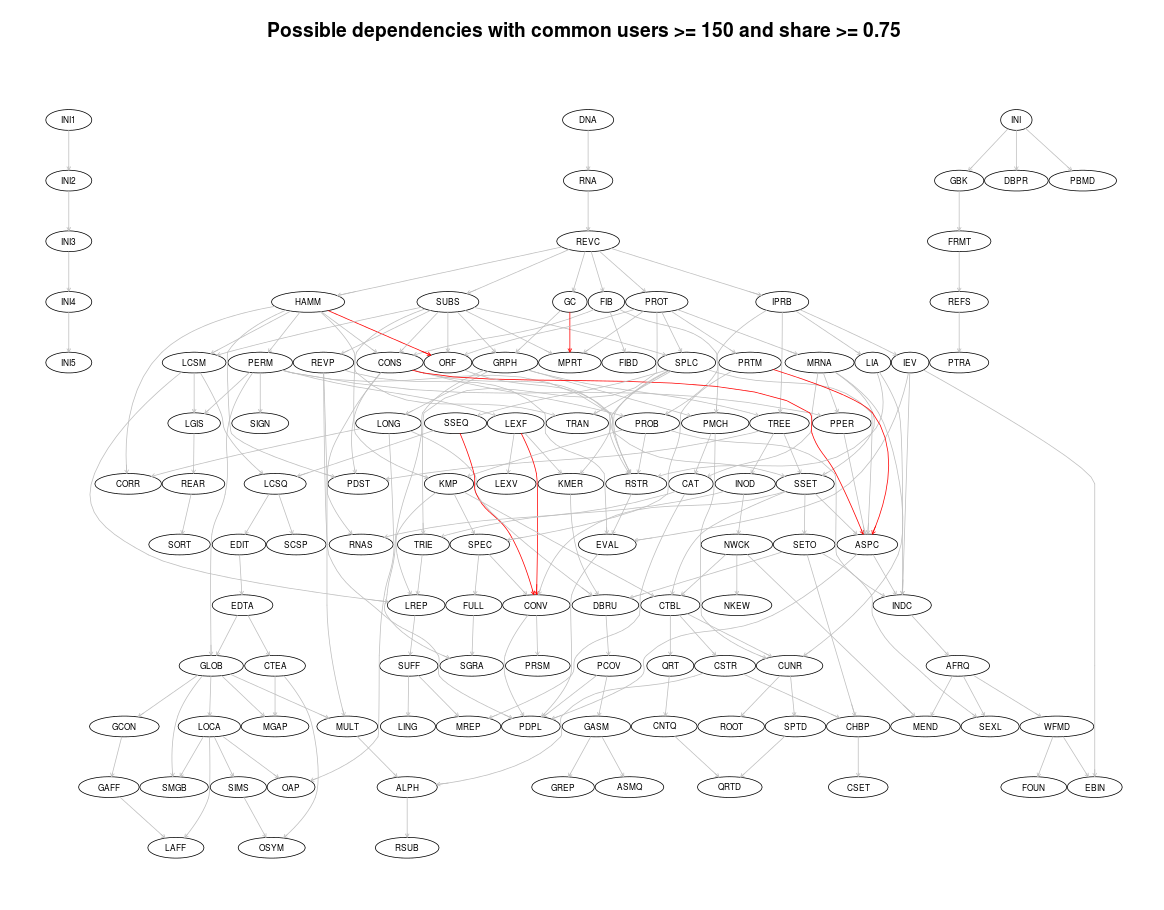 Possible dependencies with common users >= 150 and share >= 0.75
INI1 DNA INI
INI2 RNA GBK DBPR PBMD
INI3 REVC FRMT
INI4 HAMM SUBS GC FIB PROT IPRB REFS
INI5 LCSM PERM REVP CONS ORF GRPH MPRT FIBD SPLC PRTM MRNA LIA IEV PTRA
LGIS SIGN LONG SSEQ LEXF TRAN PROB PMCH TREE PPER
CORR REAR LCSQ PDST KMP LEXV KMER RSTR CAT INOD SSET
SORT EDIT SCSP RNAS TRIE SPEC EVAL NWCK SETO ASPC
EDTA LREP FULL CONV DBRU CTBL NKEW INDC
GLOB CTEA SUFF SGRA PRSM PCOV QRT CSTR CUNR AFRQ
GCON LOCA MGAP MULT LING MREP PDPL GASM CNTQ ROOT SPTD CHBP MEND SEXL WFMD
GAFF SMGB SIMS OAP ALPH GREP ASMQ QRTD CSET FOUN EBIN
LAFF OSYM RSUB